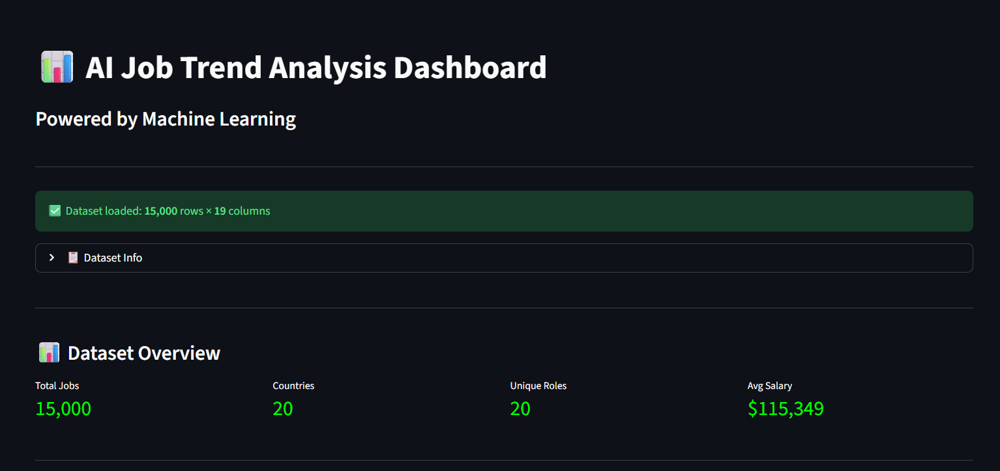 AI Job Trend Analysis Dashboard
Powered by Machine Learning
Dataset loaded: 15,000 rows × 19 columns
Dataset Info
Dataset Overview
Total Jobs
15,000
Countries
20
Unique Roles
20
Avg Salary
$115,349